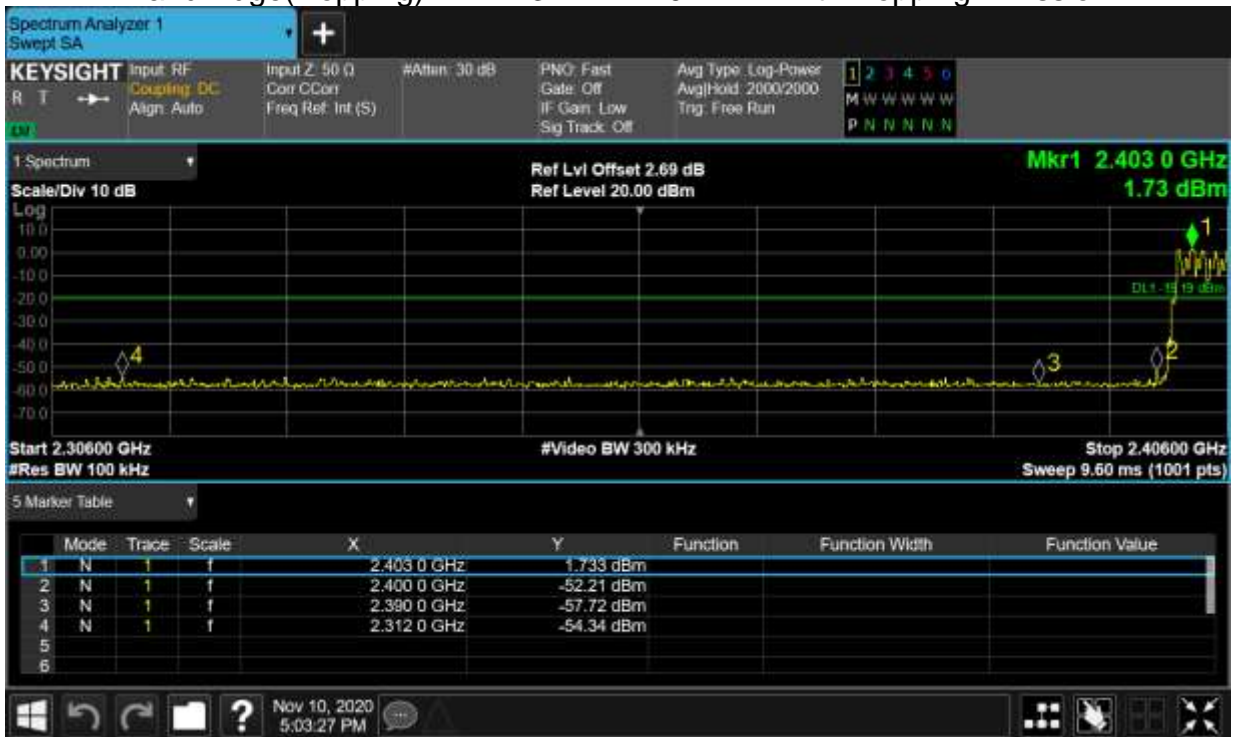 Spectrum Analyzer 1
Swept SA
+
KEYSIGHT
R T
Input: RF
Coupling: DC
Align: Auto
Input Z: 50 Ω
Corr CCorr
Freq Ref: Int (S)
#Atten: 30 dB
PNO: Fast
Gate: Off
IF Gain: Low
Sig Track: Off
Avg Type: Log-Power
Avg|Hold: 2000/2000
Trig: Free Run
1 2 3 4 5 6
M W W W W W
P N N N N N
1 Spectrum
Scale/Div 10 dB
Ref Lvl Offset 2.69 dB
Ref Level 20.00 dBm
Mkr1 2.403 0 GHz
1.73 dBm
Log
10.0
0.00
-10.0
-20.0
-30.0
-40.0
-50.0
-60.0
-70.0
1
2
3
4
Start 2.30600 GHz
#Res BW 100 kHz
#Video BW 300 kHz
Stop 2.40600 GHz
Sweep 9.60 ms (1001 pts)
5 Marker Table
Mode Trace Scale X Y Function Function Width Function Value
1 N 1 f 2.403 0 GHz 1.733 dBm
2 N 1 f 2.400 0 GHz -52.21 dBm
3 N 1 f 2.390 0 GHz -57.72 dBm
4 N 1 f 2.312 0 GHz -54.34 dBm
5
6
?
Nov 10, 2020
5:03:27 PM